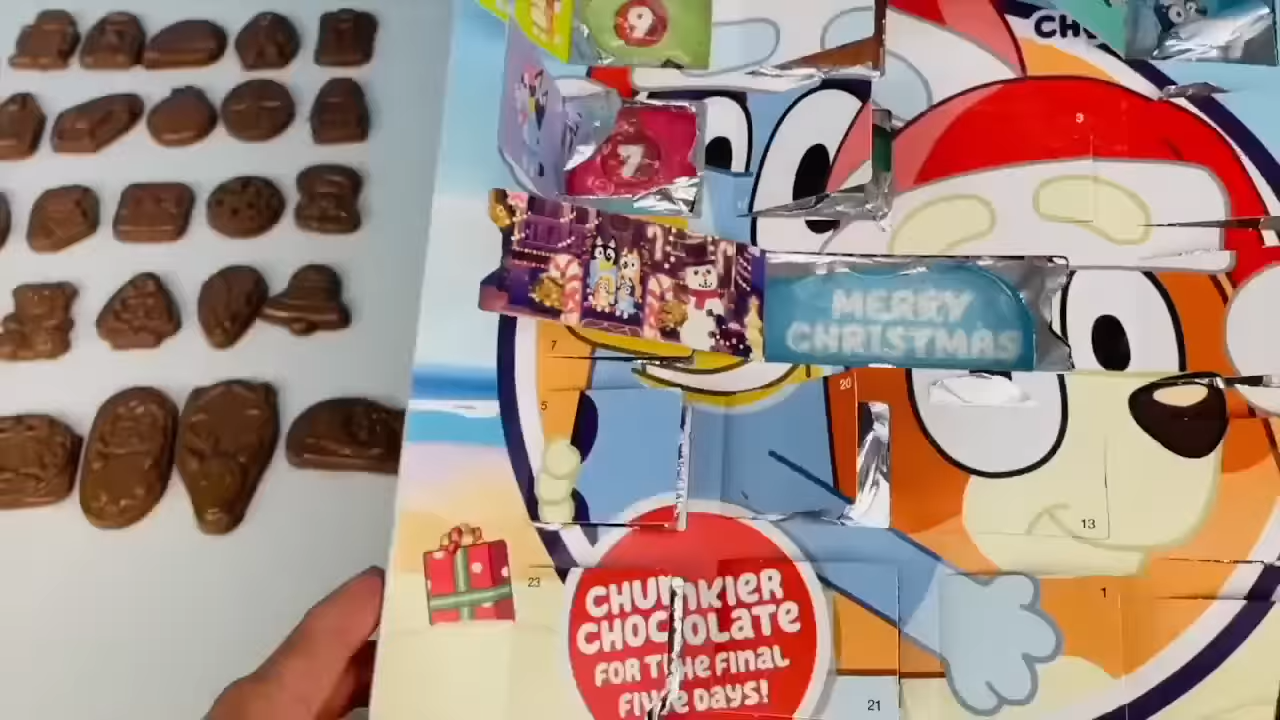 9
CH
3
7
MERRY
CHRISTMAS
7
20
5
13
23
1
CHUNKIER
CHOCOLATE
FOR THE FINAL
FIVE DAYS!
21